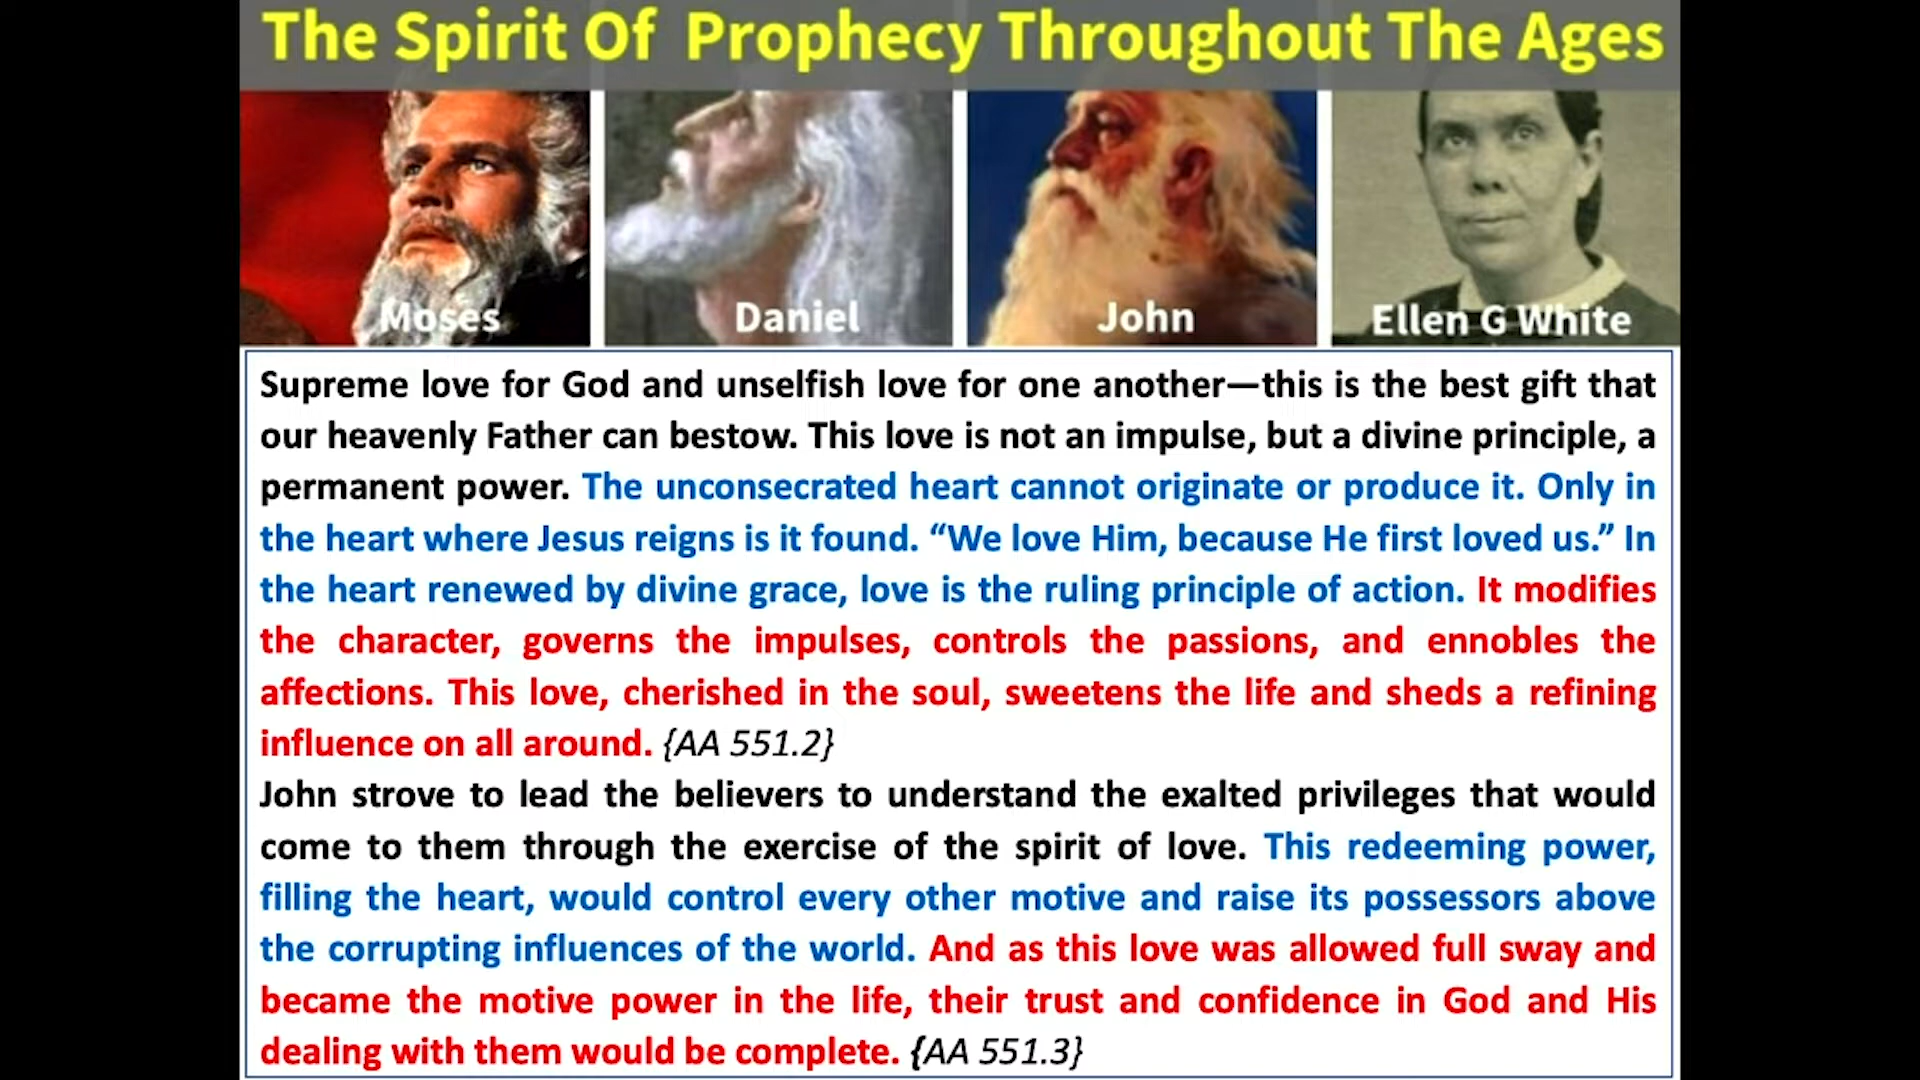 The Spirit Of Prophecy Throughout The Ages
Moses
Daniel
John
Ellen G White
Supreme love for God and unselfish love for one another—this is the best gift that
our heavenly Father can bestow. This love is not an impulse, but a divine principle, a
permanent power. The unconsecrated heart cannot originate or produce it. Only in
the heart where Jesus reigns is it found. “We love Him, because He first loved us.” In
the heart renewed by divine grace, love is the ruling principle of action. It modifies
the character, governs the impulses, controls the passions, and ennobles the
affections. This love, cherished in the soul, sweetens the life and sheds a refining
influence on all around. {AA 551.2}
John strove to lead the believers to understand the exalted privileges that would
come to them through the exercise of the spirit of love. This redeeming power,
filling the heart, would control every other motive and raise its possessors above
the corrupting influences of the world. And as this love was allowed full sway and
became the motive power in the life, their trust and confidence in God and His
dealing with them would be complete. {AA 551.3}